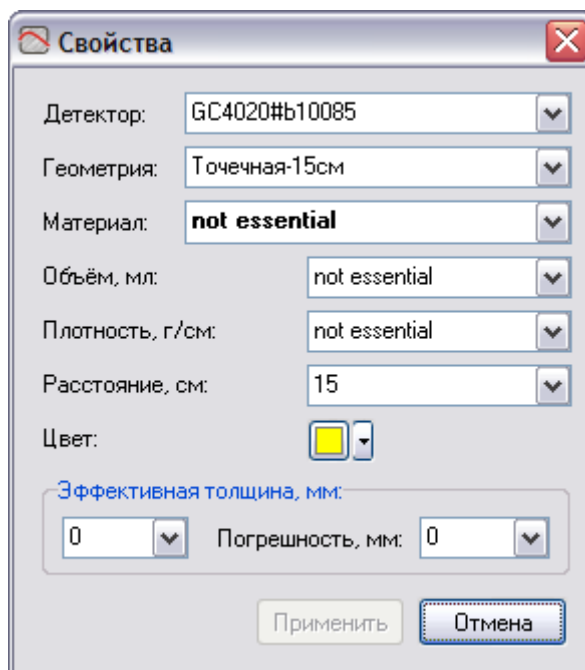 Свойства
Детектор: GC4020#b10085
Геометрия: Точечная-15см
Материал: not essential
Объём, мл: not essential
Плотность, г/см: not essential
Расстояние, см: 15
Цвет:
Эффективная толщина, мм:
0 Погрешность, мм: 0
Применить Отмена